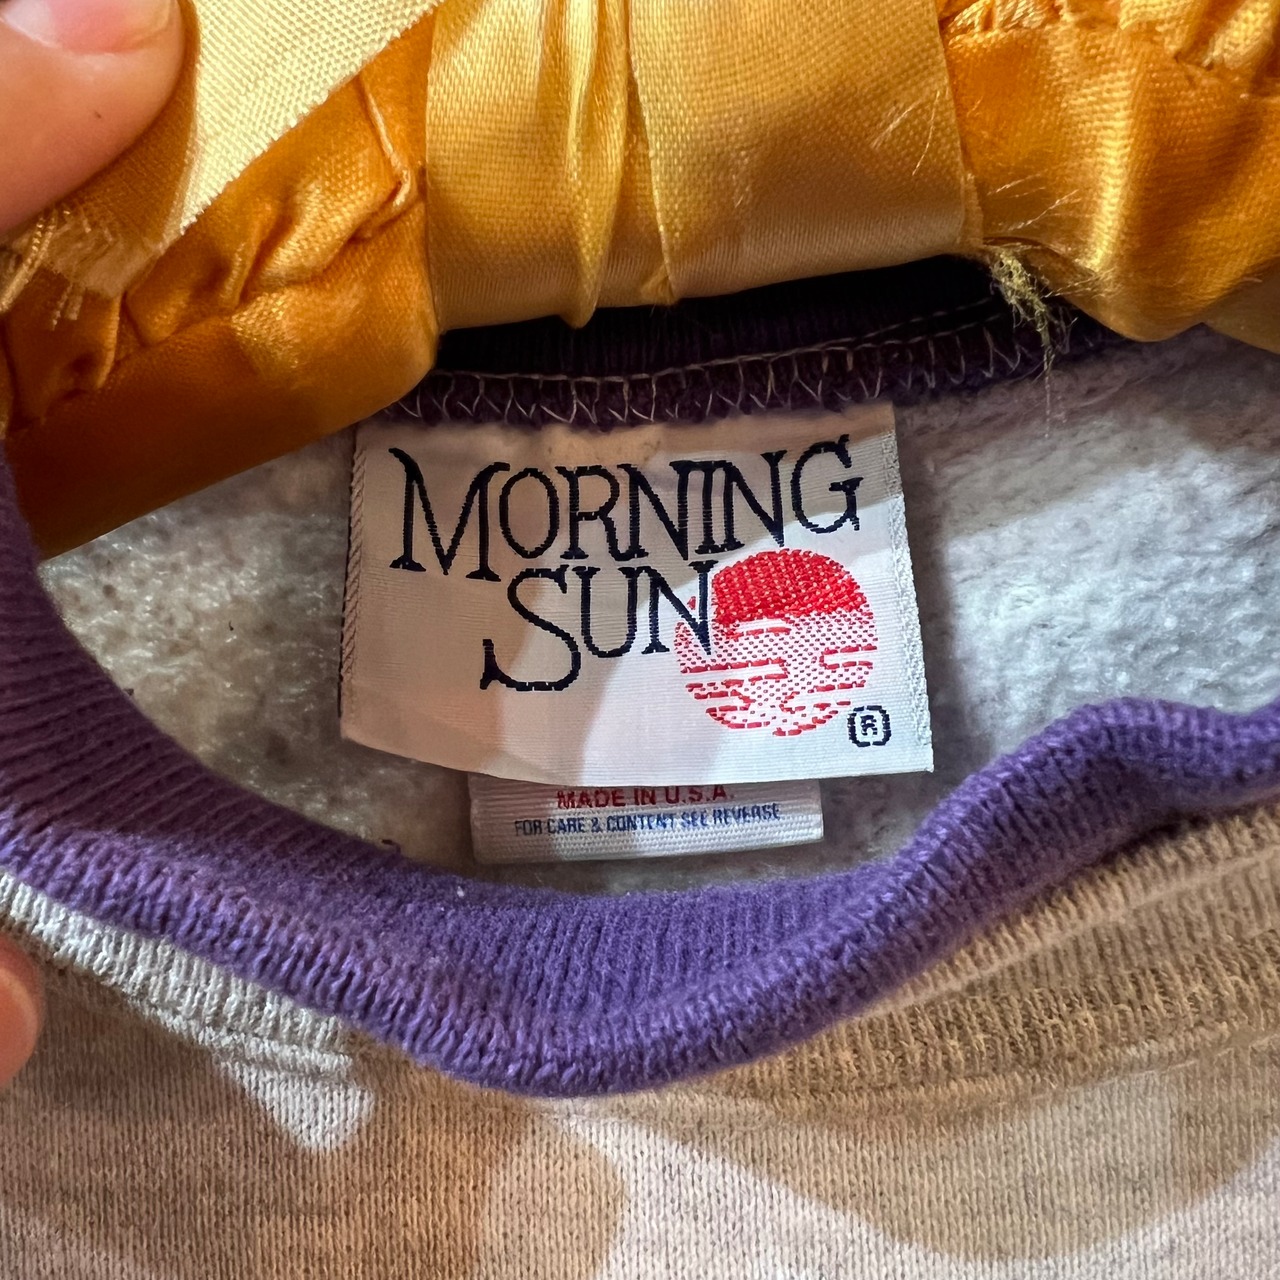 MORNING
SUN
®
MADE IN U.S.A.
FOR CARE & CONTENT SEE REVERSE